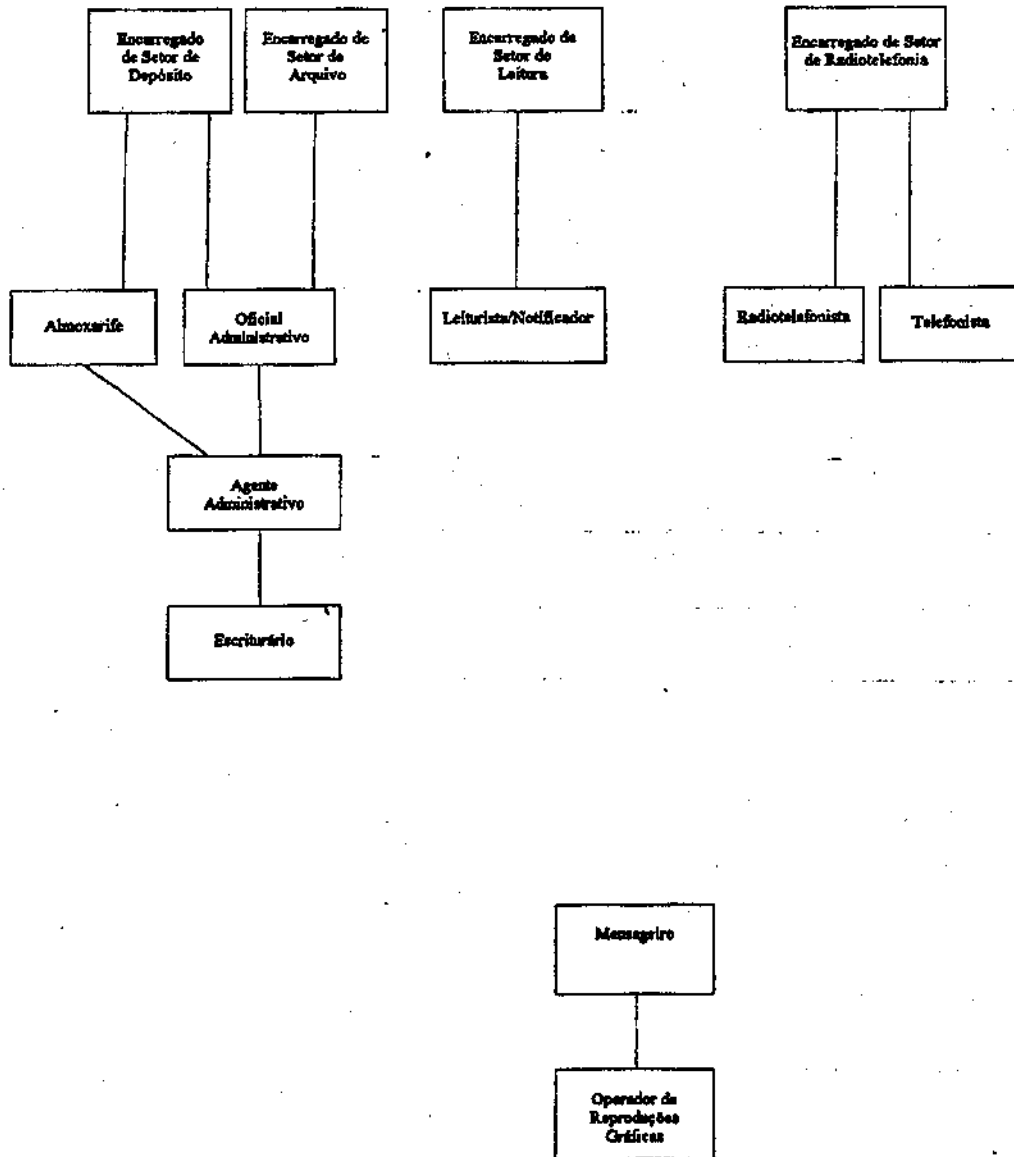 Encarregado
de Setor de
Depósito
Encarregado de
Setor de
Arquivo
Encarregado de
Setor de
Leitura
Encarregado de Setor
de Radiotelefonia
Almoxarife
Oficial
Administrativo
Leiturista/Notificador
Radiotelefonista
Telefonista
Agente
Administrativo
Escriturário
Mensageiro
Operador de
Reproduções
Gráficas